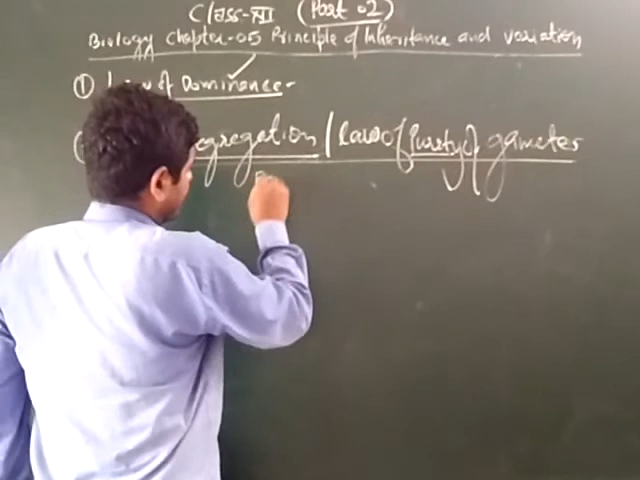 Class-XII (Part 02)
Biology Chapter-05 Principle of Inheritance and variation
① Law of Dominance-
egregation / Law of Purity of gametes